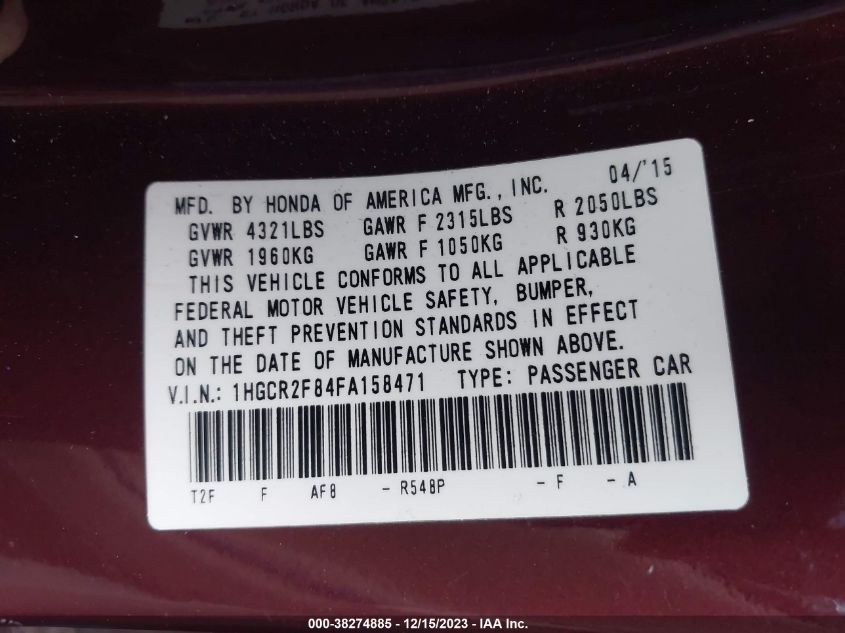 MFD. BY HONDA OF AMERICA MFG., INC. 04/'15
GVWR 4321LBS GAWR F 2315LBS R 2050LBS
GVWR 1960KG GAWR F 1050KG R 930KG
THIS VEHICLE CONFORMS TO ALL APPLICABLE
FEDERAL MOTOR VEHICLE SAFETY, BUMPER,
AND THEFT PREVENTION STANDARDS IN EFFECT
ON THE DATE OF MANUFACTURE SHOWN ABOVE.
V.I.N.: 1HGCR2F84FA158471 TYPE: PASSENGER CAR
T2F F AF8 - R548P - F - A
000-38274885 - 12/15/2023 - IAA Inc.